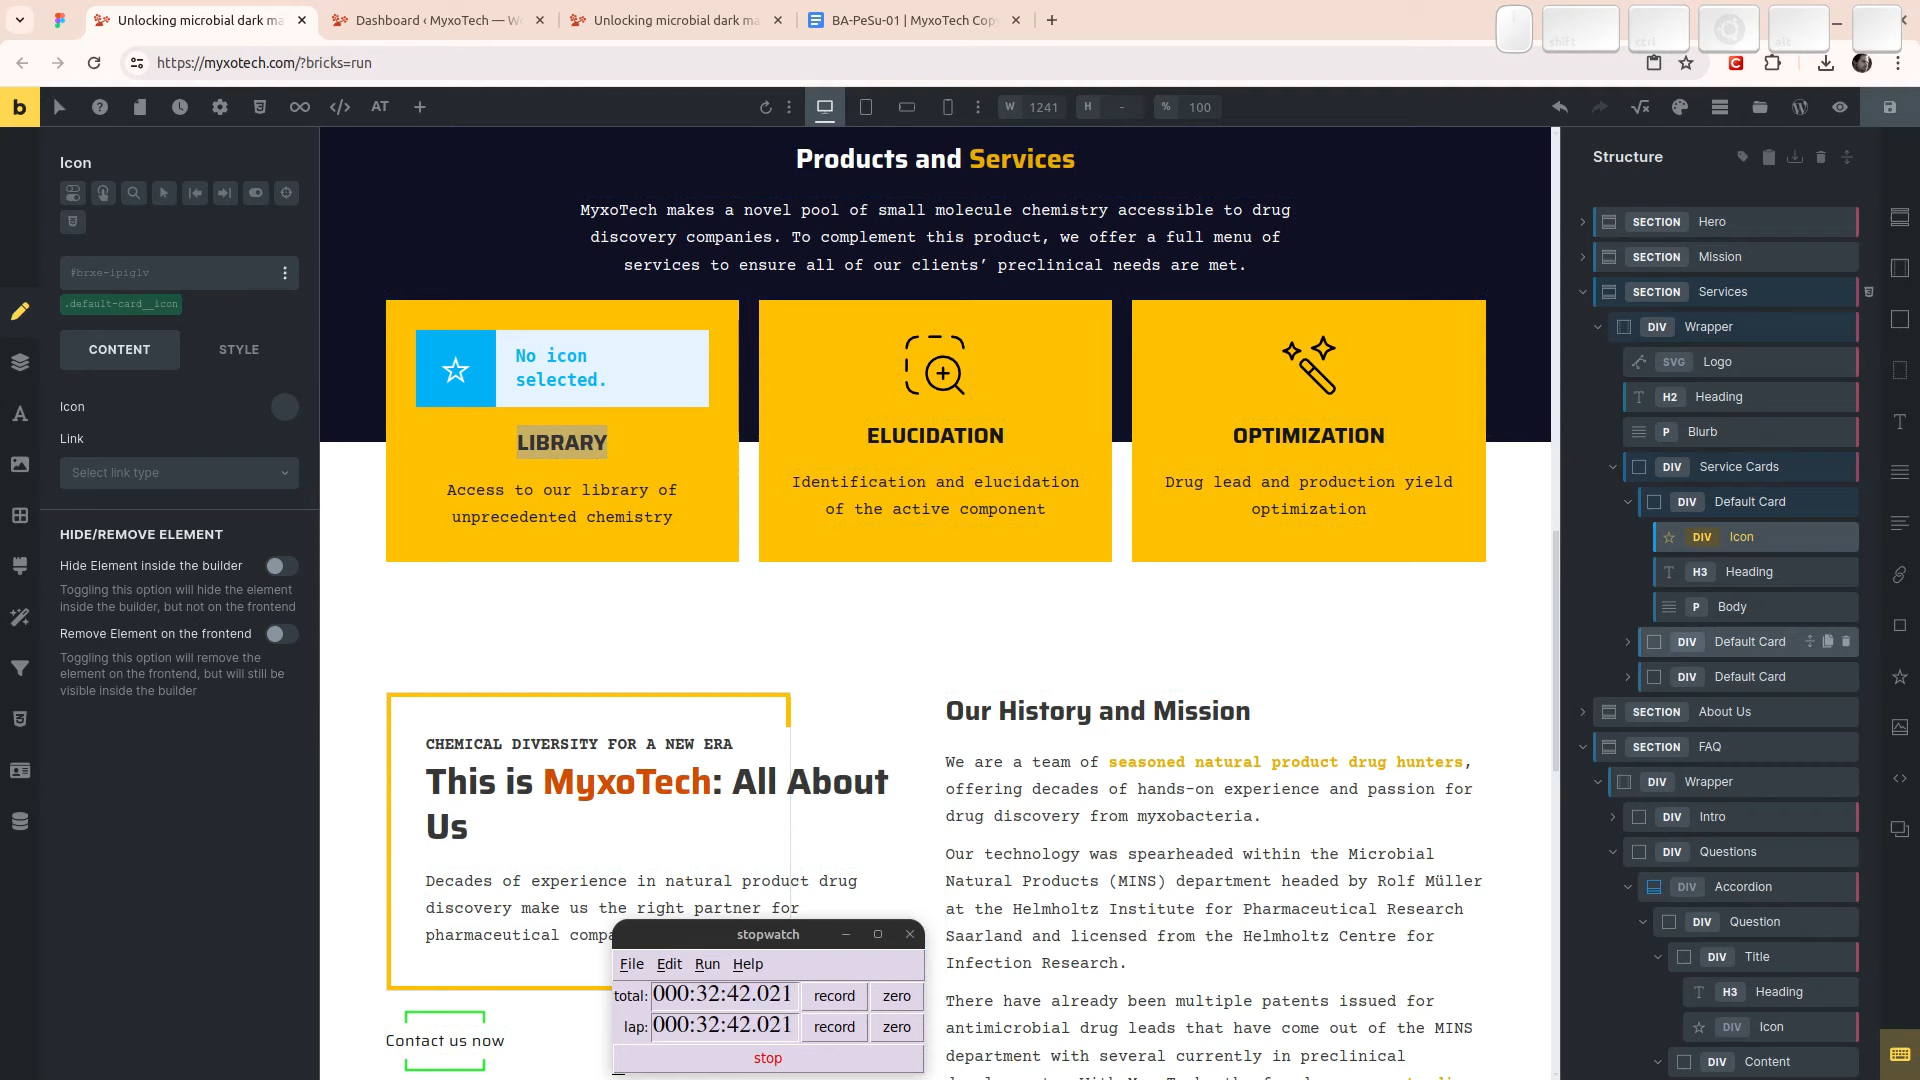 Unlocking microbial dark ma
Dashboard ‹ MyxoTech — W
Unlocking microbial dark ma
BA-PeSu-01 | MyxoTech Cop
https://myxotech.com/?bricks=run
shift
ctrl
alt
b
AT
W
1241
H
-
%
100
Icon
#brxe-ipiglv
.default-card__icon
CONTENT
STYLE
Icon
Link
Select link type
HIDE/REMOVE ELEMENT
Hide Element inside the builder
Toggling this option will hide the element
inside the builder, but not on the frontend
Remove Element on the frontend
Toggling this option will remove the
element on the frontend, but will still be
visible inside the builder
Products and Services
MyxoTech makes a novel pool of small molecule chemistry accessible to drug
discovery companies. To complement this product, we offer a full menu of
services to ensure all of our clients’ preclinical needs are met.
No icon
selected.
LIBRARY
Access to our library of
unprecedented chemistry
ELUCIDATION
Identification and elucidation
of the active component
OPTIMIZATION
Drug lead and production yield
optimization
CHEMICAL DIVERSITY FOR A NEW ERA
This is MyxoTech: All About
Us
Decades of experience in natural product drug
discovery make us the right partner for
pharmaceutical compa
Contact us now
Our History and Mission
We are a team of seasoned natural product drug hunters,
offering decades of hands-on experience and passion for
drug discovery from myxobacteria.
Our technology was spearheaded within the Microbial
Natural Products (MINS) department headed by Rolf Müller
at the Helmholtz Institute for Pharmaceutical Research
Saarland and licensed from the Helmholtz Centre for
Infection Research.
There have already been multiple patents issued for
antimicrobial drug leads that have come out of the MINS
department with several currently in preclinical
stopwatch
File Edit Run Help
total: 000:32:42.021 record zero
lap: 000:32:42.021 record zero
stop
Structure
SECTION Hero
SECTION Mission
SECTION Services
DIV Wrapper
SVG Logo
H2 Heading
P Blurb
DIV Service Cards
DIV Default Card
DIV Icon
H3 Heading
P Body
DIV Default Card
DIV Default Card
SECTION About Us
SECTION FAQ
DIV Wrapper
DIV Intro
DIV Questions
DIV Accordion
DIV Question
DIV Title
H3 Heading
DIV Icon
DIV Content